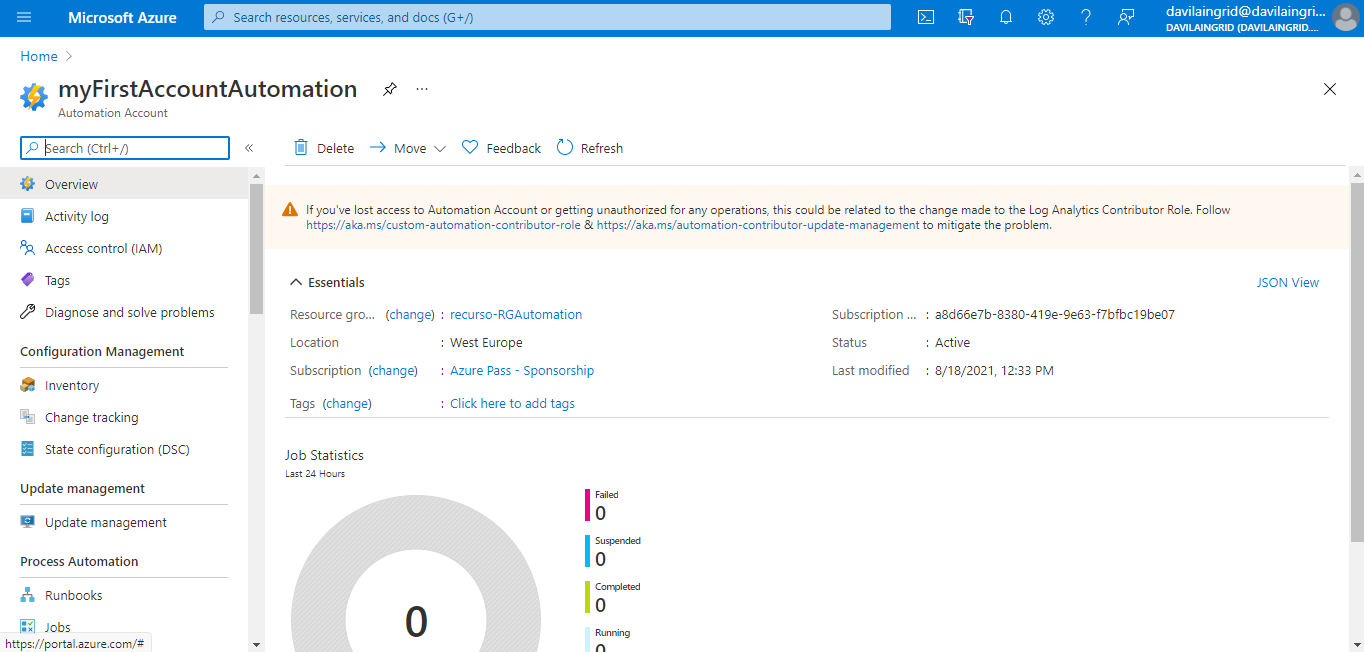 Microsoft Azure
Search resources, services, and docs (G+/)
davilaingrid@davilaingri...
DAVILAINGRID (DAVILAINGRID....
Home
myFirstAccountAutomation
...
Automation Account
Search (Ctrl+/)
«
Delete
Move
Feedback
Refresh
Overview
Activity log
Access control (IAM)
Tags
Diagnose and solve problems
Configuration Management
Inventory
Change tracking
State configuration (DSC)
Update management
Update management
Process Automation
Runbooks
Jobs
https://portal.azure.com/#
If you've lost access to Automation Account or getting unauthorized for any operations, this could be related to the change made to the Log Analytics Contributor Role. Follow
https://aka.ms/custom-automation-contributor-role & https://aka.ms/automation-contributor-update-management to mitigate the problem.
Essentials
JSON View
Resource gro... (change) : recurso-RGAutomation
Location : West Europe
Subscription (change) : Azure Pass - Sponsorship
Tags (change) : Click here to add tags
Subscription ... : a8d66e7b-8380-419e-9e63-f7bfbc19be07
Status : Active
Last modified : 8/18/2021, 12:33 PM
Job Statistics
Last 24 Hours
0
Failed
0
Suspended
0
Completed
0
Running
0